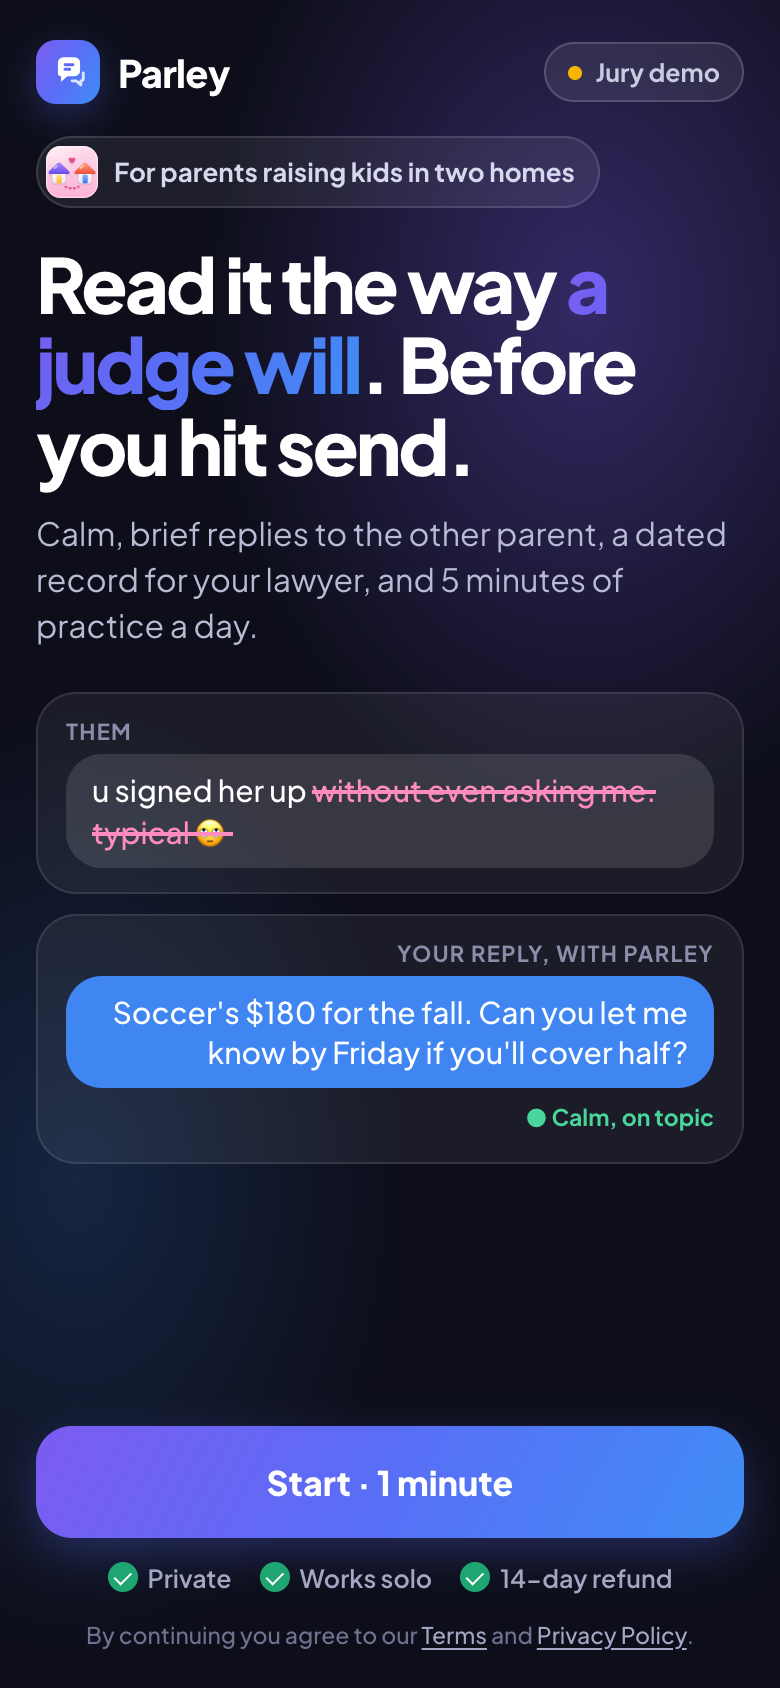 Parley
Jury demo
For parents raising kids in two homes
Read it the way a
judge will. Before
you hit send.
Calm, brief replies to the other parent, a dated
record for your lawyer, and 5 minutes of
practice a day.
THEM
u signed her up without even asking me.
typical 🙄
YOUR REPLY, WITH PARLEY
Soccer's $180 for the fall. Can you let me
know by Friday if you'll cover half?
Calm, on topic
Start · 1 minute
Private
Works solo
14-day refund
By continuing you agree to our Terms and Privacy Policy.